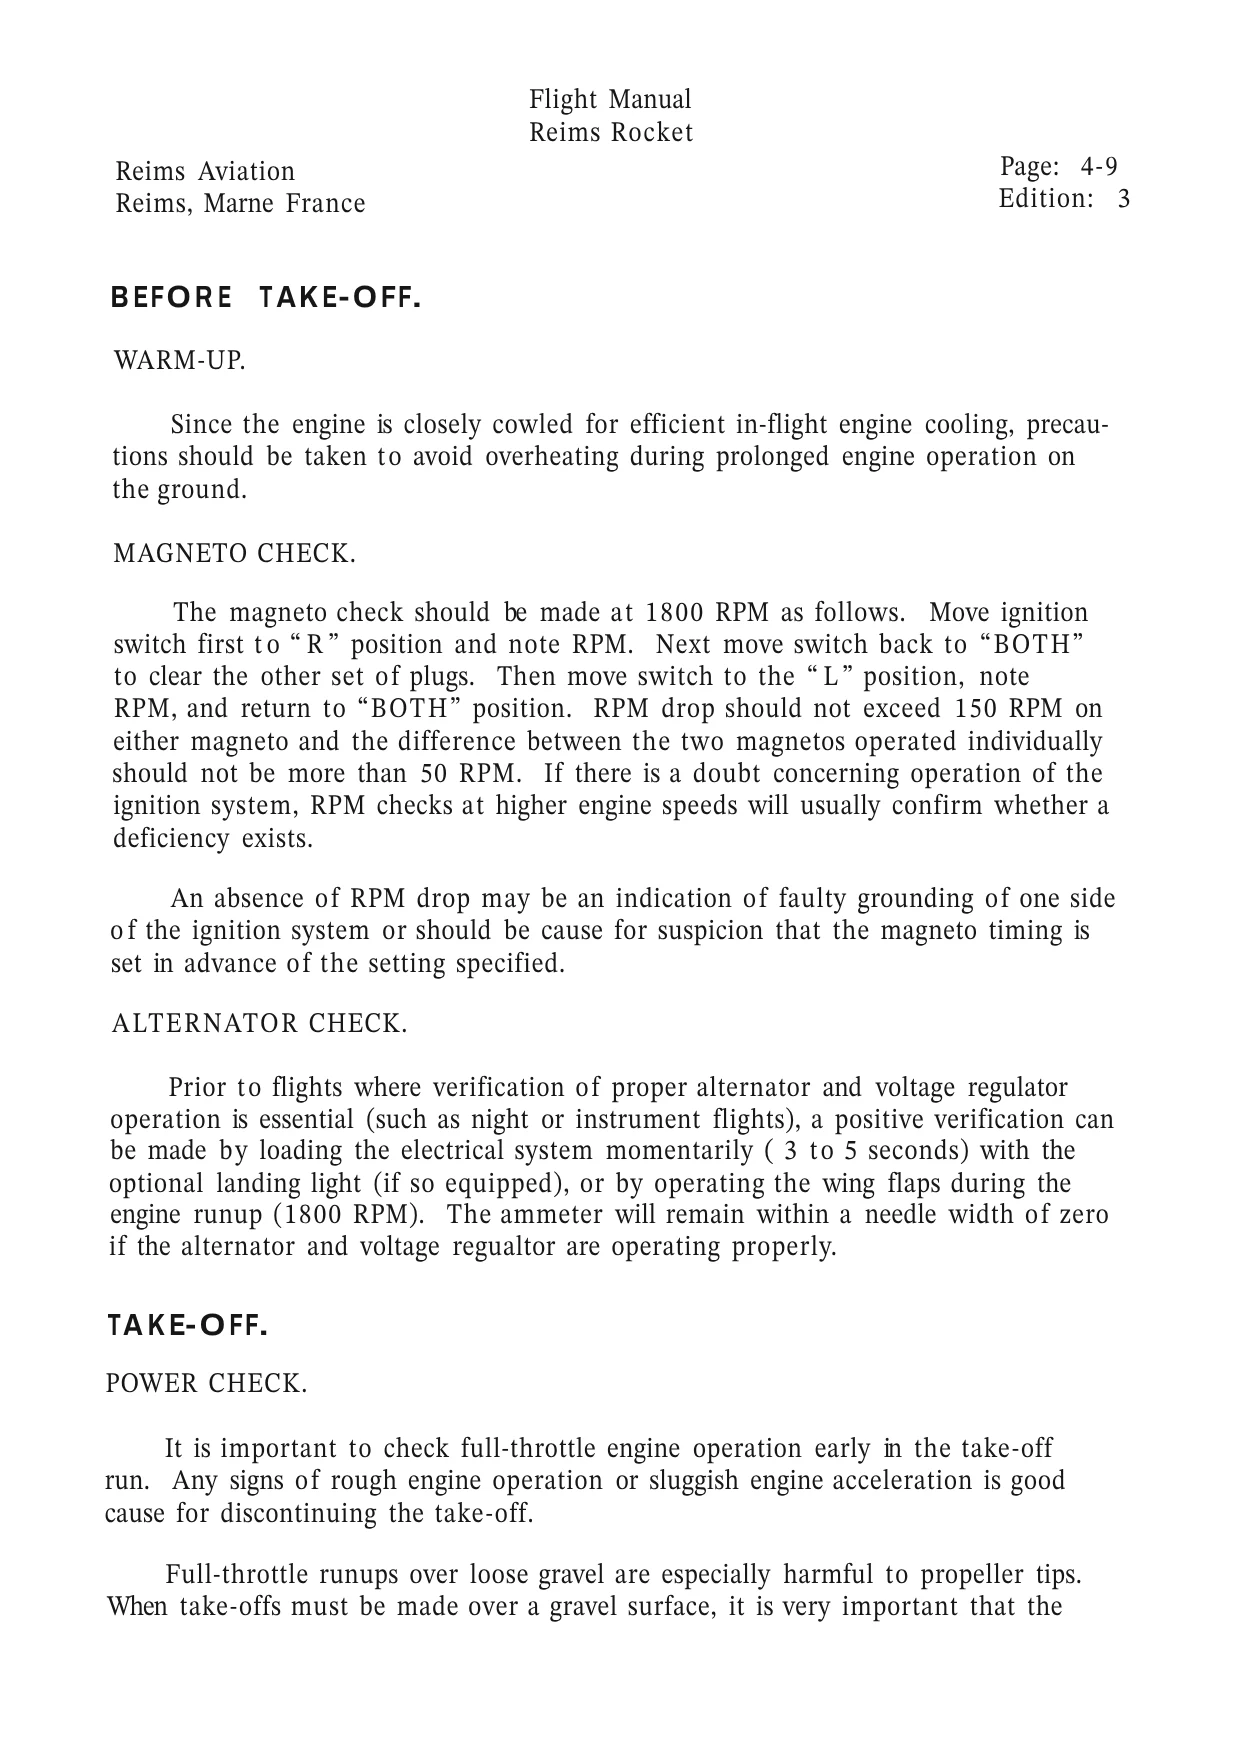 Flight Manual
Reims Rocket
Reims Aviation
Reims, Marne France
Page: 4-9
Edition: 3
BEFORE TAKE-OFF.
WARM-UP.
Since the engine is closely cowled for efficient in-flight engine cooling, precau-
tions should be taken to avoid overheating during prolonged engine operation on
the ground.
MAGNETO CHECK.
The magneto check should be made at 1800 RPM as follows. Move ignition
switch first to “R” position and note RPM. Next move switch back to “BOTH”
to clear the other set of plugs. Then move switch to the “L” position, note
RPM, and return to “BOTH” position. RPM drop should not exceed 150 RPM on
either magneto and the difference between the two magnetos operated individually
should not be more than 50 RPM. If there is a doubt concerning operation of the
ignition system, RPM checks at higher engine speeds will usually confirm whether a
deficiency exists.
An absence of RPM drop may be an indication of faulty grounding of one side
of the ignition system or should be cause for suspicion that the magneto timing is
set in advance of the setting specified.
ALTERNATOR CHECK.
Prior to flights where verification of proper alternator and voltage regulator
operation is essential (such as night or instrument flights), a positive verification can
be made by loading the electrical system momentarily ( 3 to 5 seconds) with the
optional landing light (if so equipped), or by operating the wing flaps during the
engine runup (1800 RPM). The ammeter will remain within a needle width of zero
if the alternator and voltage regualtor are operating properly.
TAKE-OFF.
POWER CHECK.
It is important to check full-throttle engine operation early in the take-off
run. Any signs of rough engine operation or sluggish engine acceleration is good
cause for discontinuing the take-off.
Full-throttle runups over loose gravel are especially harmful to propeller tips.
When take-offs must be made over a gravel surface, it is very important that the